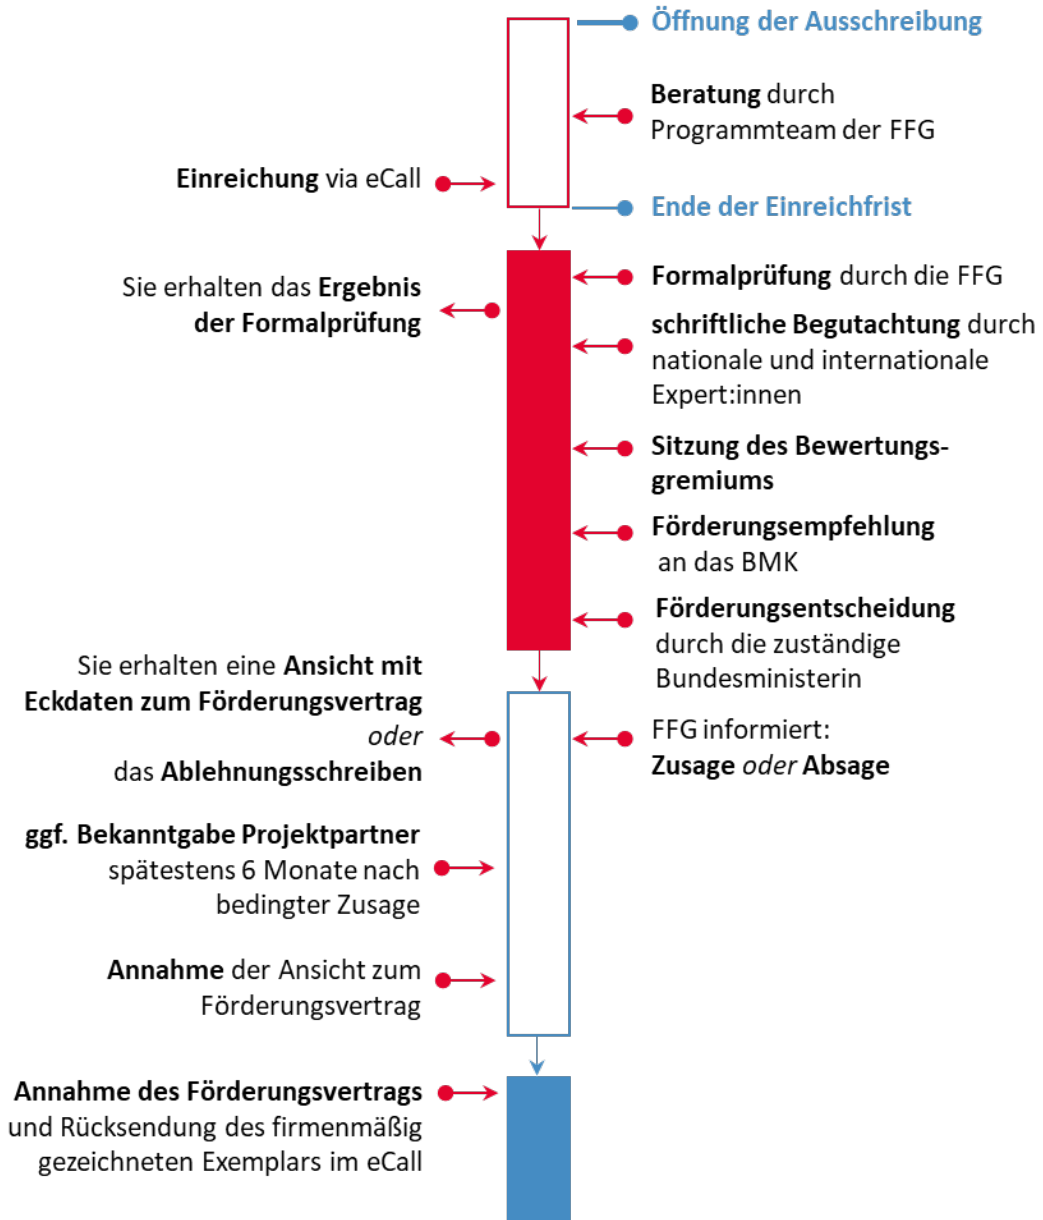 Öffnung der Ausschreibung
Beratung durch
Programmteam der FFG
Einreichung via eCall
Ende der Einreichfrist
Formalprüfung durch die FFG
Sie erhalten das Ergebnis
der Formalprüfung
schriftliche Begutachtung durch
nationale und internationale
Expert:innen
Sitzung des Bewertungs-
gremiums
Förderungsempfehlung
an das BMK
Förderungsentscheidung
durch die zuständige
Bundesministerin
Sie erhalten eine Ansicht mit
Eckdaten zum Förderungsvertrag
oder
das Ablehnungsschreiben
FFG informiert:
Zusage oder Absage
ggf. Bekanntgabe Projektpartner
spätestens 6 Monate nach
bedingter Zusage
Annahme der Ansicht zum
Förderungsvertrag
Annahme des Förderungsvertrags
und Rücksendung des firmenmäßig
gezeichneten Exemplars im eCall